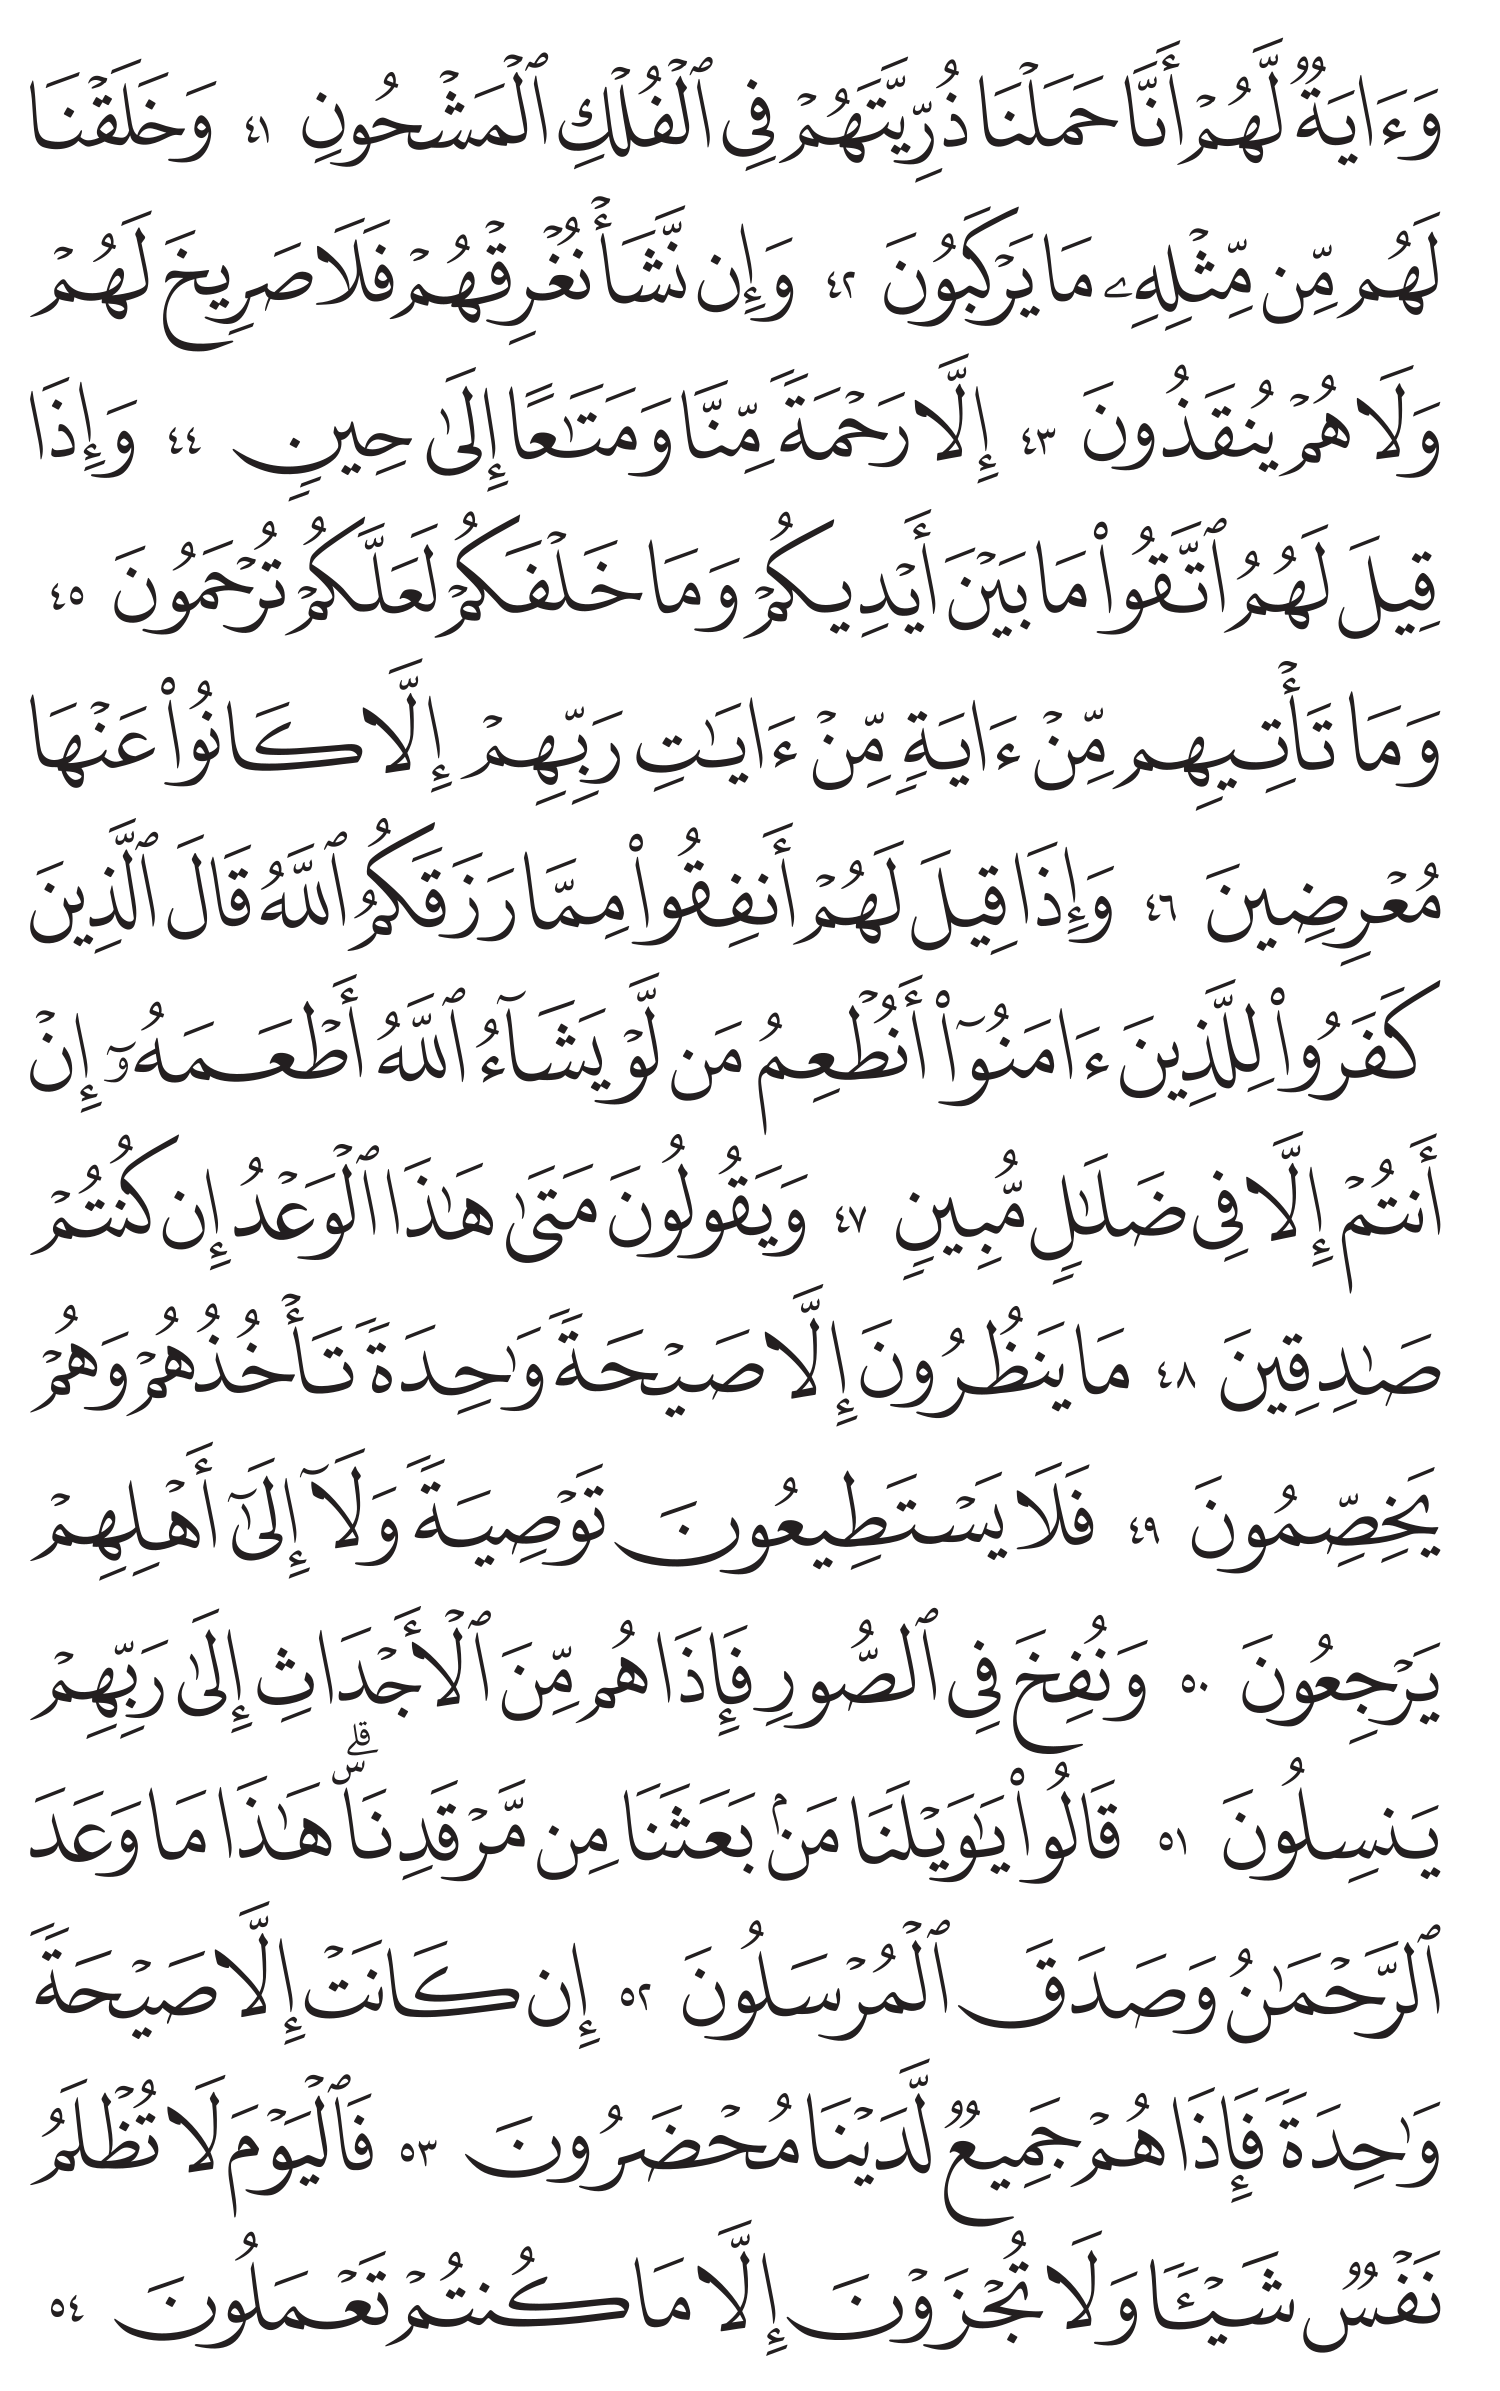 وَءَايَةٌ لَّهُمْ أَنَّا حَمَلْنَا ذُرِّيَّتَهُمْ فِى ٱلْفُلْكِ ٱلْمَشْحُونِ ٤١ وَخَلَقْنَا
لَهُم مِّن مِّثْلِهِۦ مَا يَرْكَبُونَ ٤٢ وَإِن نَّشَأْ نُغْرِقْهُمْ فَلَا صَرِيخَ لَهُمْ
وَلَا هُمْ يُنقَذُونَ ٤٣ إِلَّا رَحْمَةً مِّنَّا وَمَتَـٰعًا إِلَىٰ حِينٍ ٤٤ وَإِذَا
قِيلَ لَهُمُ ٱتَّقُوا۟ مَا بَيْنَ أَيْدِيكُمْ وَمَا خَلْفَكُمْ لَعَلَّكُمْ تُرْحَمُونَ ٤٥
وَمَا تَأْتِيهِم مِّنْ ءَايَةٍ مِّنْ ءَايَـٰتِ رَبِّهِمْ إِلَّا كَانُوا۟ عَنْهَا
مُعْرِضِينَ ٤٦ وَإِذَا قِيلَ لَهُمْ أَنفِقُوا۟ مِمَّا رَزَقَكُمُ ٱللَّهُ قَالَ ٱلَّذِينَ
كَفَرُوا۟ لِلَّذِينَ ءَامَنُوٓا۟ أَنُطْعِمُ مَن لَّوْ يَشَآءُ ٱللَّهُ أَطْعَمَهُۥٓ إِنْ
أَنتُمْ إِلَّا فِى ضَلَـٰلٍ مُّبِينٍ ٤٧ وَيَقُولُونَ مَتَىٰ هَـٰذَا ٱلْوَعْدُ إِن كُنتُمْ
صَـٰدِقِينَ ٤٨ مَا يَنظُرُونَ إِلَّا صَيْحَةً وَٰحِدَةً تَأْخُذُهُمْ وَهُمْ
يَخِصِّمُونَ ٤٩ فَلَا يَسْتَطِيعُونَ تَوْصِيَةً وَلَآ إِلَىٰٓ أَهْلِهِمْ
يَرْجِعُونَ ٥٠ وَنُفِخَ فِى ٱلصُّورِ فَإِذَا هُم مِّنَ ٱلْأَجْدَاثِ إِلَىٰ رَبِّهِمْ
يَنسِلُونَ ٥١ قَالُوا۟ يَـٰوَيْلَنَا مَنۢ بَعَثَنَا مِن مَّرْقَدِنَا ۜ ۗ هَـٰذَا مَا وَعَدَ
ٱلرَّحْمَـٰنُ وَصَدَقَ ٱلْمُرْسَلُونَ ٥٢ إِن كَانَتْ إِلَّا صَيْحَةً
وَٰحِدَةً فَإِذَا هُمْ جَمِيعٌ لَّدَيْنَا مُحْضَرُونَ ٥٣ فَٱلْيَوْمَ لَا تُظْلَمُ
نَفْسٌ شَيْـًٔا وَلَا تُجْزَوْنَ إِلَّا مَا كُنتُمْ تَعْمَلُونَ ٥٤